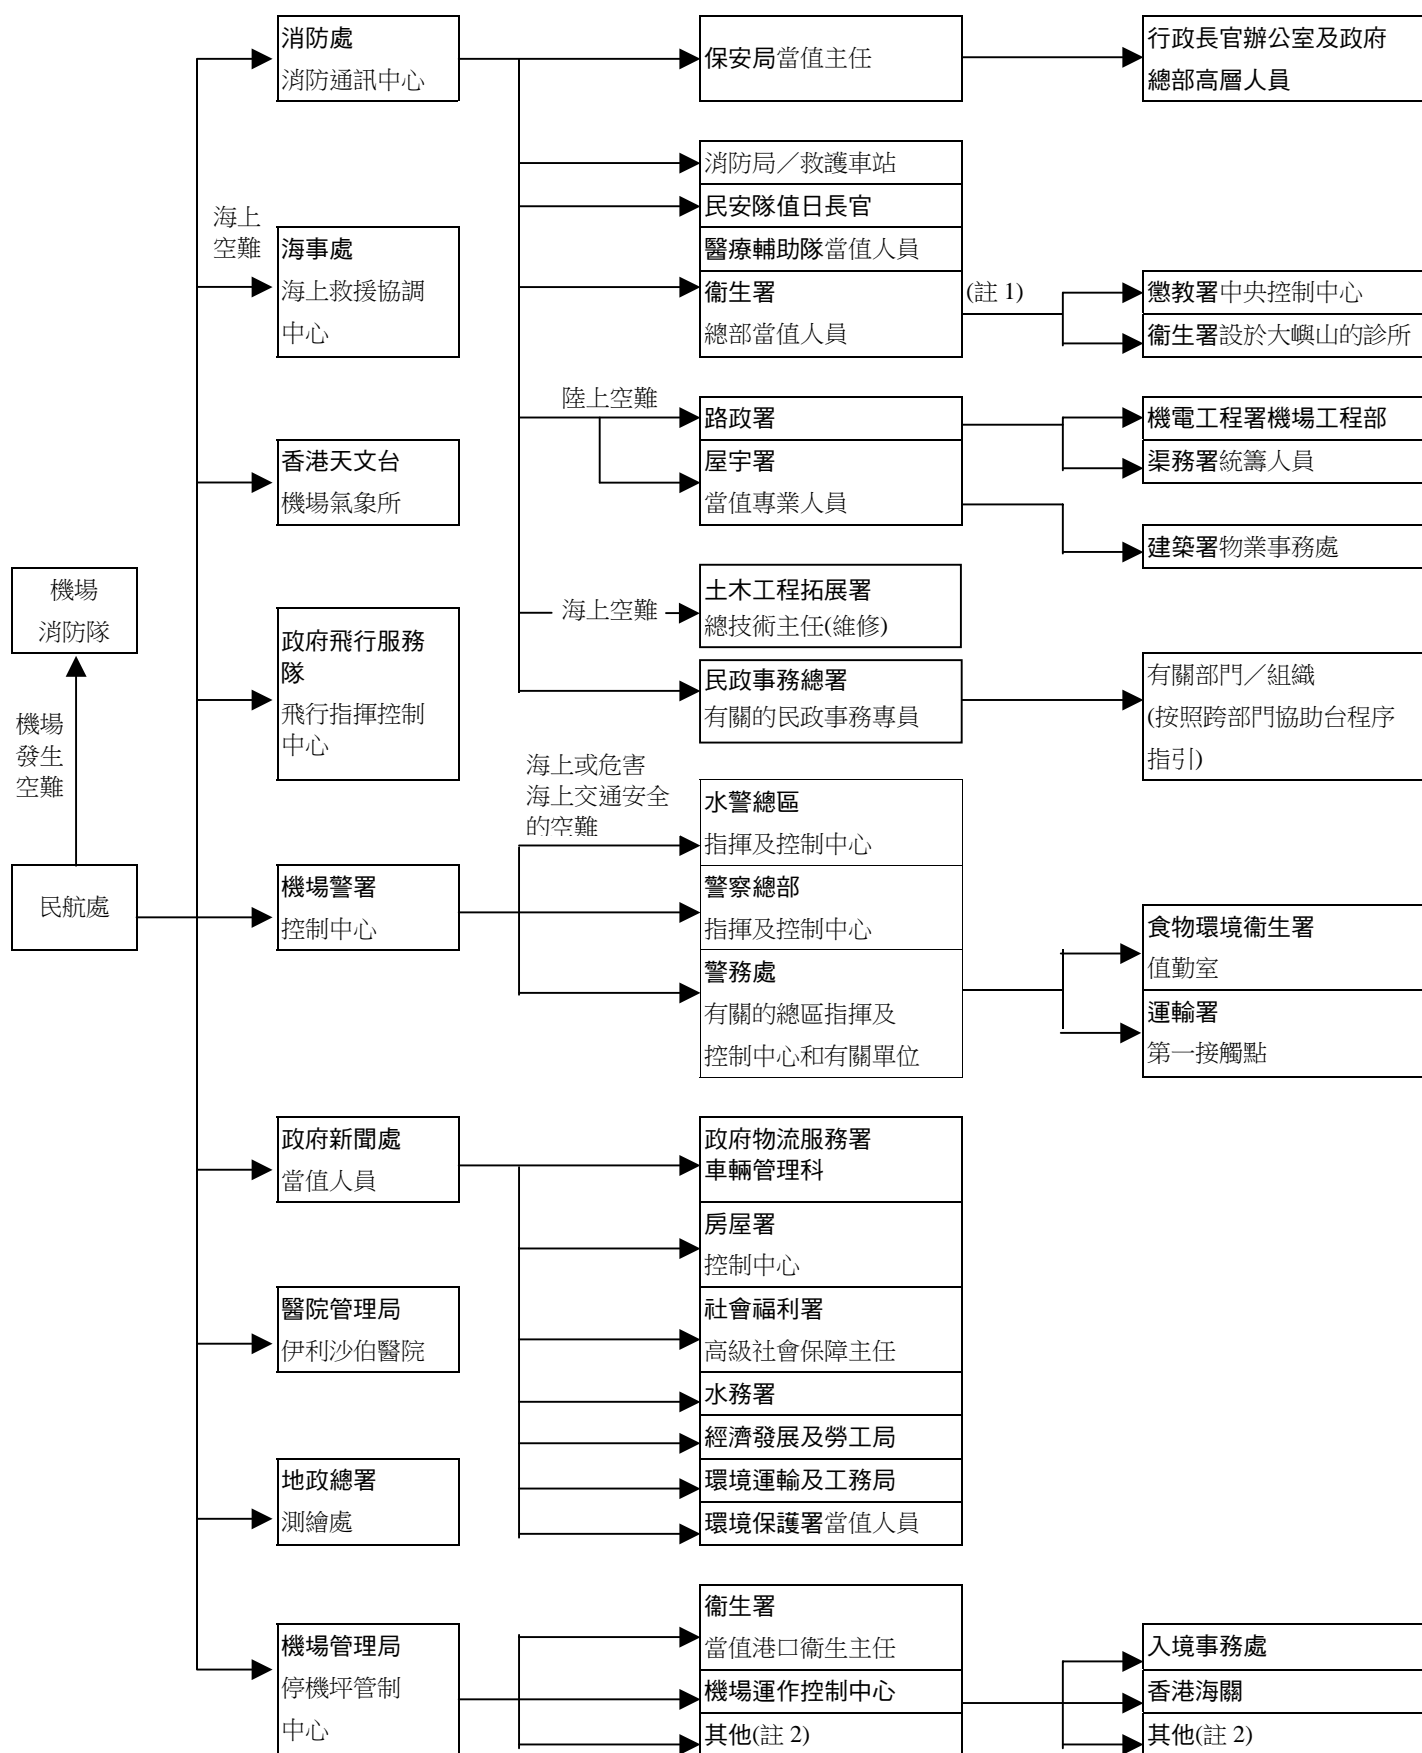 消防處
消防通訊中心
保安局當值主任
行政長官辦公室及政府
總部高層人員
消防局／救護車站
民安隊值日長官
醫療輔助隊當值人員
衞生署
總部當值人員
(註 1)
懲教署中央控制中心
衞生署設於大嶼山的診所
海上
空難
海事處
海上救援協調
中心
陸上空難
路政署
屋宇署
當值專業人員
機電工程署機場工程部
渠務署統籌人員
建築署物業事務處
香港天文台
機場氣象所
海上空難
土木工程拓展署
總技術主任(維修)
機場
消防隊
政府飛行服務
隊
飛行指揮控制
中心
民政事務總署
有關的民政事務專員
有關部門／組織
(按照跨部門協助台程序
指引)
機場
發生
空難
海上或危害
海上交通安全
的空難
水警總區
指揮及控制中心
民航處
機場警署
控制中心
警察總部
指揮及控制中心
警務處
有關的總區指揮及
控制中心和有關單位
食物環境衞生署
值勤室
運輸署
第一接觸點
政府新聞處
當值人員
政府物流服務署
車輛管理科
房屋署
控制中心
醫院管理局
伊利沙伯醫院
社會福利署
高級社會保障主任
水務署
經濟發展及勞工局
環境運輸及工務局
環境保護署當值人員
地政總署
測繪處
機場管理局
停機坪管制
中心
衞生署
當值港口衞生主任
機場運作控制中心
其他(註 2)
入境事務處
香港海關
其他(註 2)